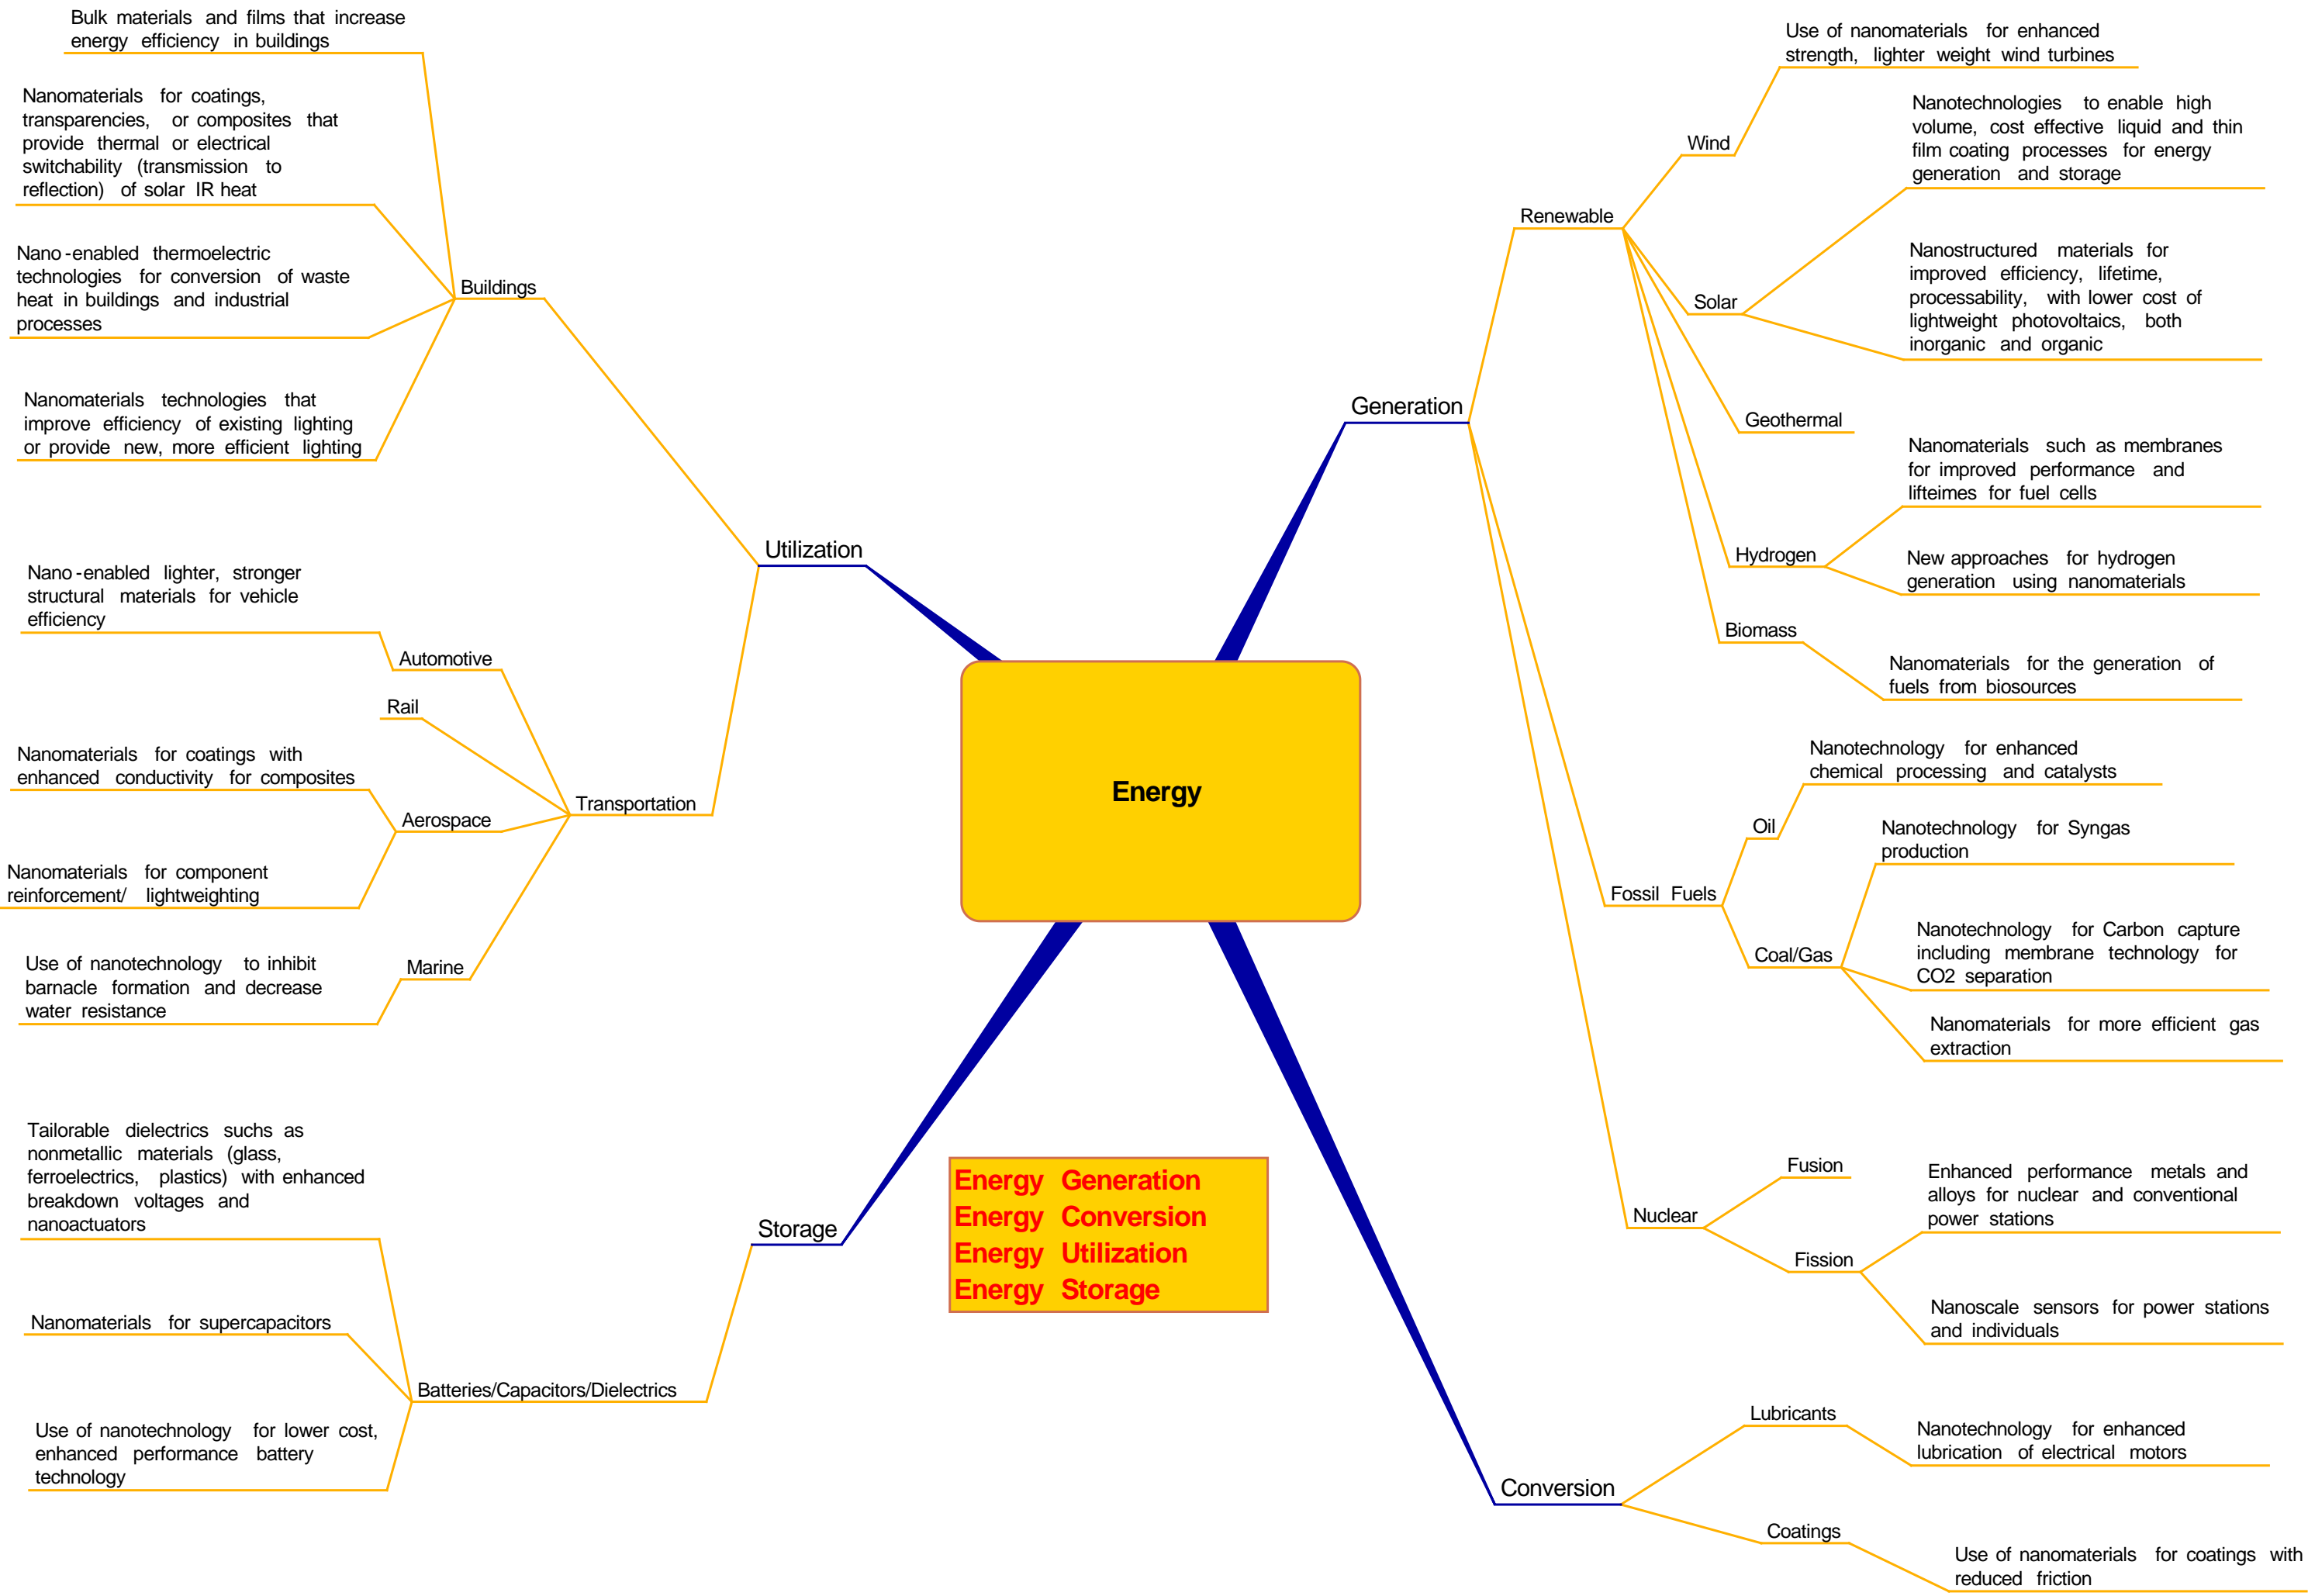 Bulk materials and films that increase
energy efficiency in buildings
Nanomaterials for coatings,
transparencies, or composites that
provide thermal or electrical
switchability (transmission to
reflection) of solar IR heat
Nano-enabled thermoelectric
technologies for conversion of waste
heat in buildings and industrial
processes
Nanomaterials technologies that
improve efficiency of existing lighting
or provide new, more efficient lighting
Buildings
Utilization
Nano-enabled lighter, stronger
structural materials for vehicle
efficiency
Automotive
Rail
Nanomaterials for coatings with
enhanced conductivity for composites
Aerospace
Nanomaterials for component
reinforcement/ lightweighting
Use of nanotechnology to inhibit
barnacle formation and decrease
water resistance
Marine
Transportation
Tailorable dielectrics suchs as
nonmetallic materials (glass,
ferroelectrics, plastics) with enhanced
breakdown voltages and
nanoactuators
Nanomaterials for supercapacitors
Use of nanotechnology for lower cost,
enhanced performance battery
technology
Batteries/Capacitors/Dielectrics
Storage
Energy
Energy Generation
Energy Conversion
Energy Utilization
Energy Storage
Generation
Renewable
Wind
Use of nanomaterials for enhanced
strength, lighter weight wind turbines
Solar
Nanotechnologies to enable high
volume, cost effective liquid and thin
film coating processes for energy
generation and storage
Nanostructured materials for
improved efficiency, lifetime,
processability, with lower cost of
lightweight photovoltaics, both
inorganic and organic
Geothermal
Hydrogen
Nanomaterials such as membranes
for improved performance and
lifteimes for fuel cells
New approaches for hydrogen
generation using nanomaterials
Biomass
Nanomaterials for the generation of
fuels from biosources
Fossil Fuels
Oil
Nanotechnology for enhanced
chemical processing and catalysts
Coal/Gas
Nanotechnology for Syngas
production
Nanotechnology for Carbon capture
including membrane technology for
CO2 separation
Nanomaterials for more efficient gas
extraction
Nuclear
Fusion
Fission
Enhanced performance metals and
alloys for nuclear and conventional
power stations
Nanoscale sensors for power stations
and individuals
Conversion
Lubricants
Nanotechnology for enhanced
lubrication of electrical motors
Coatings
Use of nanomaterials for coatings with
reduced friction